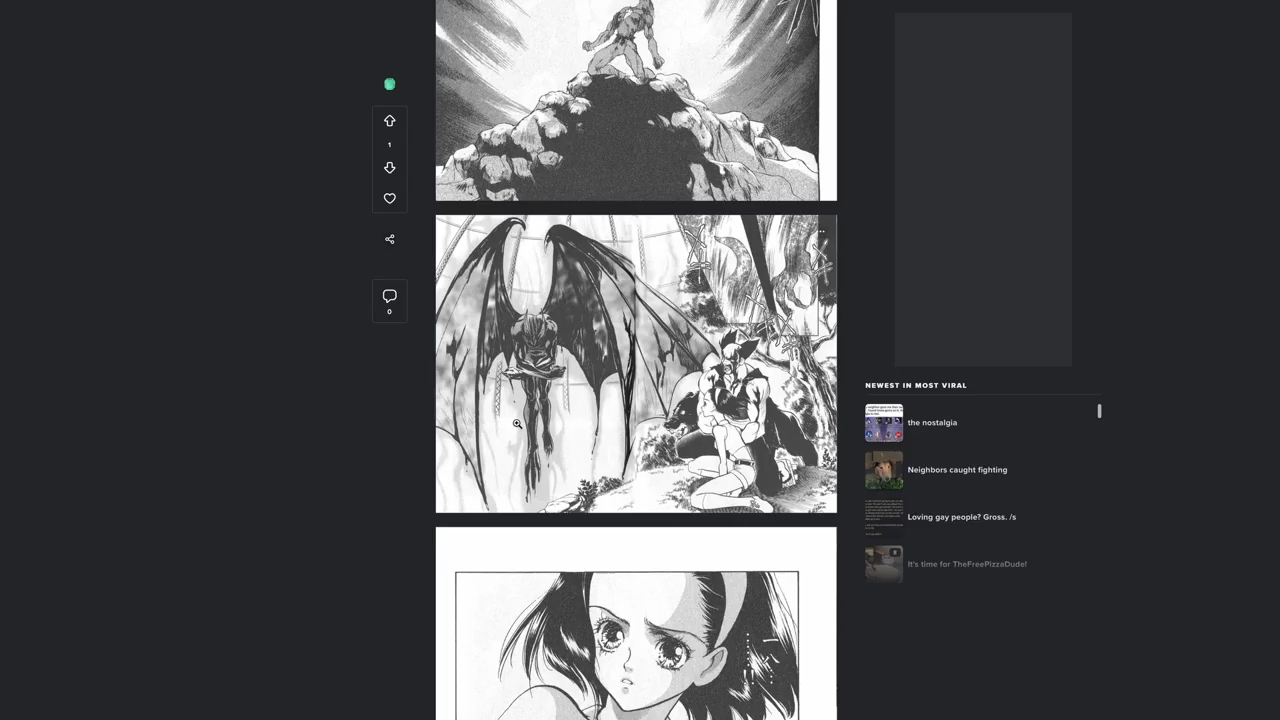 1
0
NEWEST IN MOST VIRAL
the nostalgia
Neighbors caught fighting
Loving gay people? Gross. /s
It's time for TheFreePizzaDude!